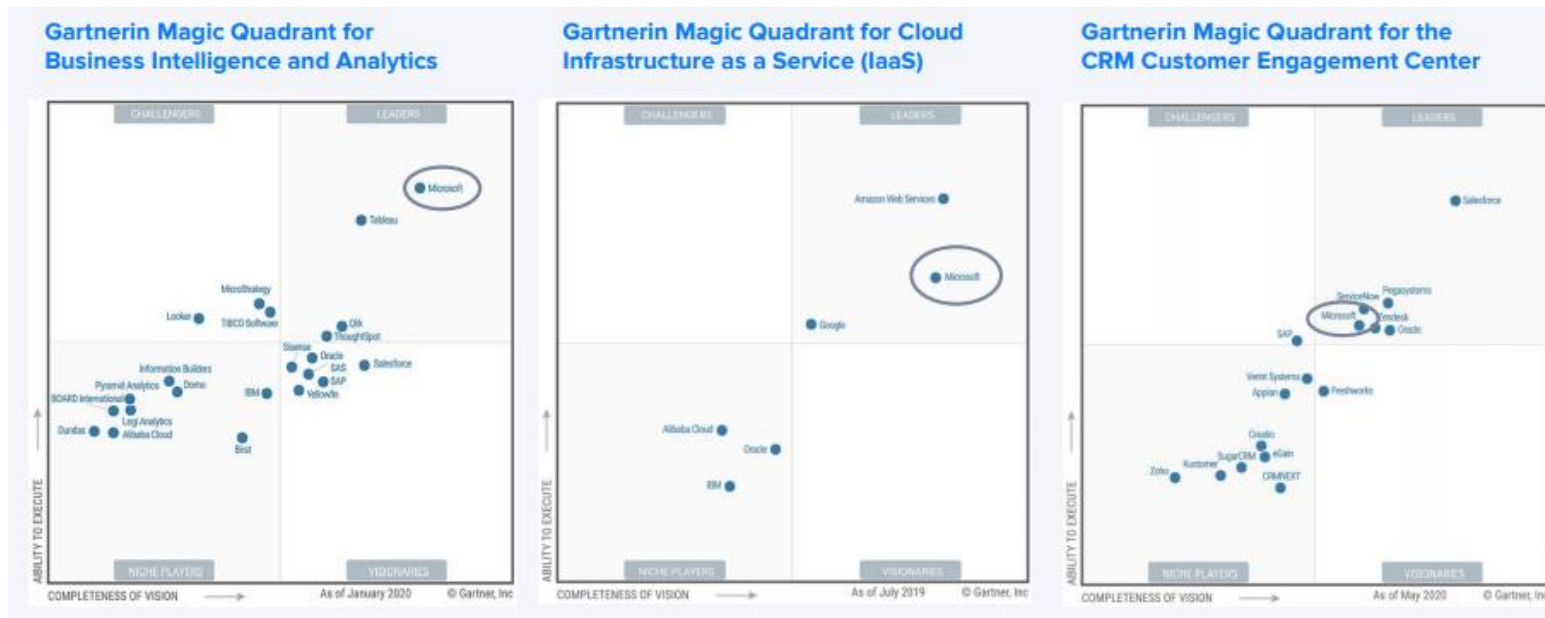 Gartnerin Magic Quadrant for
Business Intelligence and Analytics
CHALLENGERS
LEADERS
Microsoft
Tableau
MicroStrategy
Looker
TIBCO Software
Qlik
ThoughtSpot
Sisense
Oracle
Salesforce
SAS
SAP
Yellowfin
Information Builders
Pyramid Analytics
Domo
IBM
BOARD International
Logi Analytics
Dundas
Alibaba Cloud
Birst
NICHE PLAYERS
VISIONARIES
ABILITY TO EXECUTE
COMPLETENESS OF VISION
As of January 2020
© Gartner, Inc
Gartnerin Magic Quadrant for Cloud
Infrastructure as a Service (IaaS)
CHALLENGERS
LEADERS
Amazon Web Services
Microsoft
Google
Alibaba Cloud
Oracle
IBM
NICHE PLAYERS
VISIONARIES
ABILITY TO EXECUTE
COMPLETENESS OF VISION
As of July 2019
© Gartner, Inc
Gartnerin Magic Quadrant for the
CRM Customer Engagement Center
CHALLENGERS
LEADERS
Salesforce
Pegasystems
ServiceNow
Microsoft
Zendesk
Oracle
SAP
Verint Systems
Appian
Freshworks
Creatio
SugarCRM
eGain
Zoho
Kustomer
CRMNEXT
NICHE PLAYERS
VISIONARIES
ABILITY TO EXECUTE
COMPLETENESS OF VISION
As of May 2020
© Gartner, In